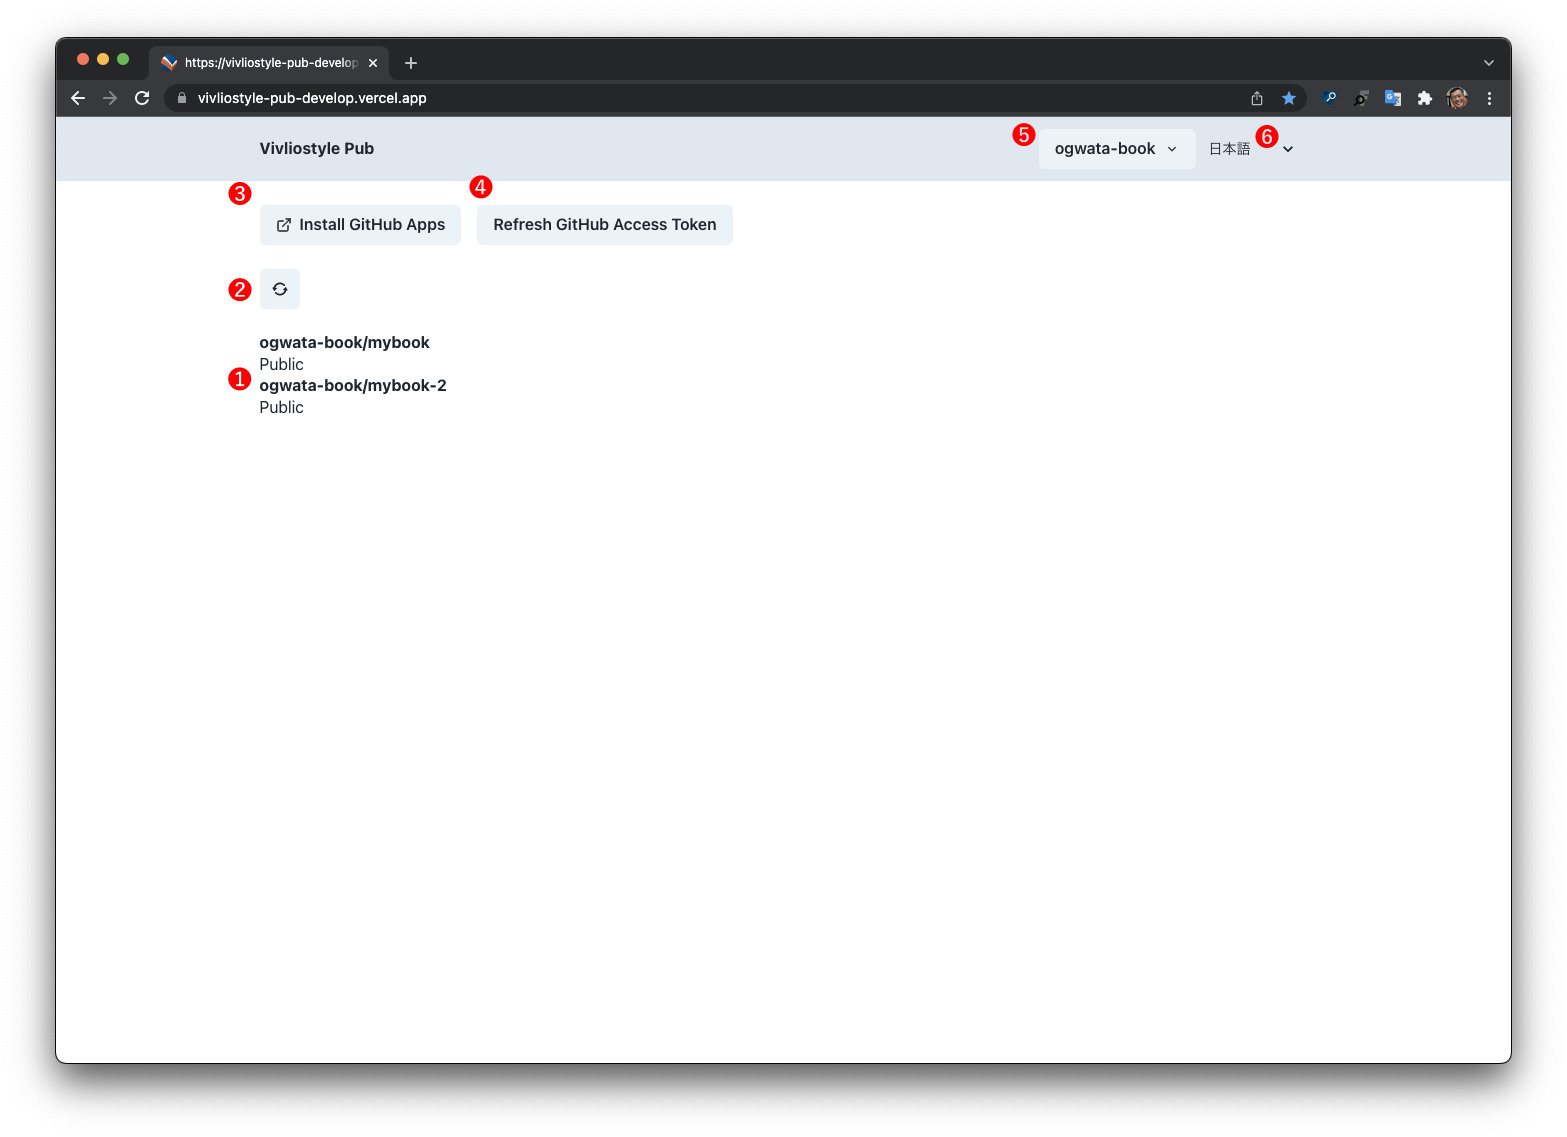 https://vivliostyle-pub-develop
vivliostyle-pub-develop.vercel.app
Vivliostyle Pub
5
ogwata-book
日本語
6
3
4
Install GitHub Apps
Refresh GitHub Access Token
2
ogwata-book/mybook
Public
1
ogwata-book/mybook-2
Public